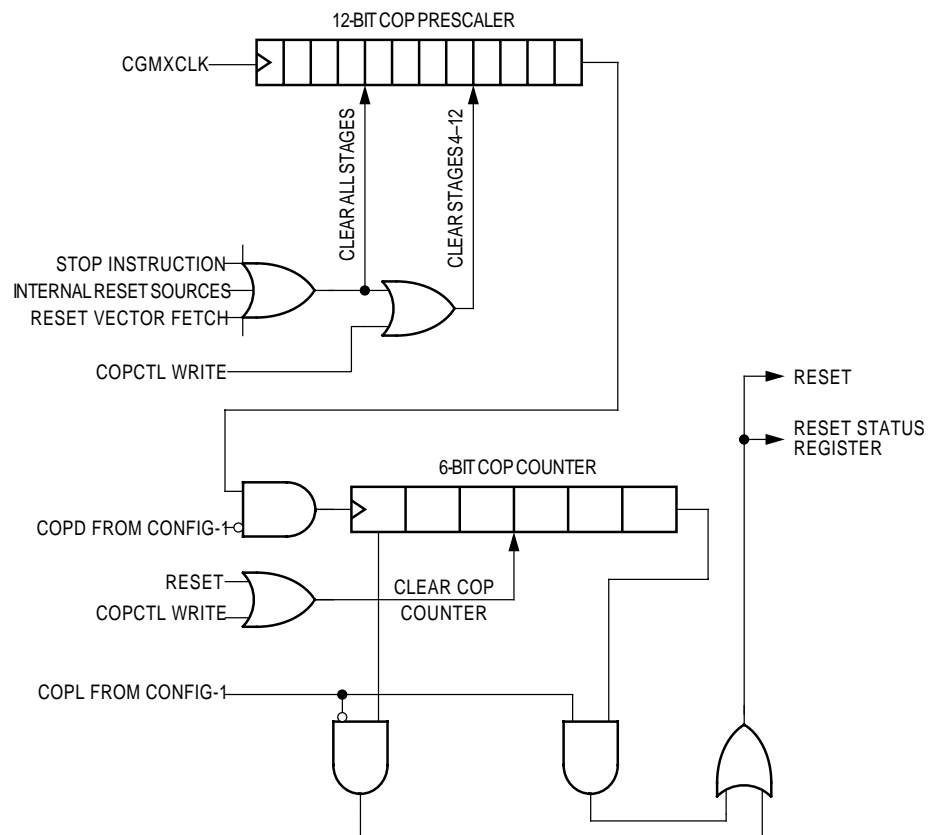 12-BIT COP PRESCALER
CGMXCLK
CLEAR ALL STAGES
CLEAR STAGES 4–12
STOP INSTRUCTION
INTERNAL RESET SOURCES
RESET VECTOR FETCH
COPCTL WRITE
RESET
RESET STATUS
REGISTER
6-BIT COP COUNTER
COPD FROM CONFIG-1
RESET
CLEAR COP
COUNTER
COPCTL WRITE
COPL FROM CONFIG-1